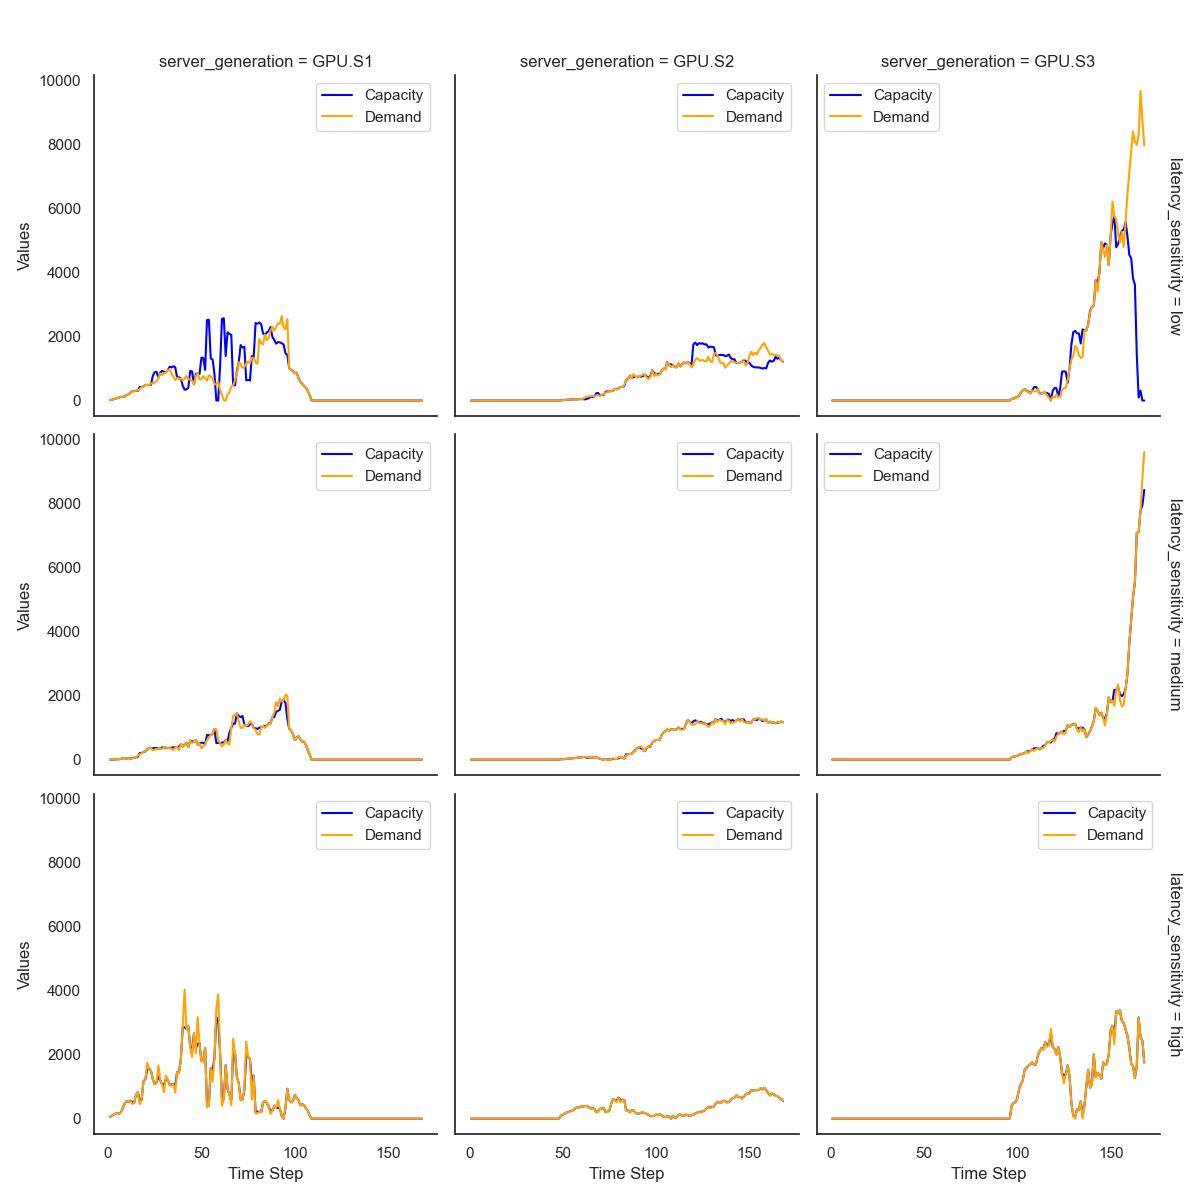 server_generation = GPU.S1
server_generation = GPU.S2
server_generation = GPU.S3
10000
8000
6000
4000
2000
0
Values
Capacity
Demand
Capacity
Demand
Capacity
Demand
latency_sensitivity = low
10000
8000
6000
4000
2000
0
Values
Capacity
Demand
Capacity
Demand
Capacity
Demand
latency_sensitivity = medium
10000
8000
6000
4000
2000
0
Values
Capacity
Demand
Capacity
Demand
Capacity
Demand
latency_sensitivity = high
0 50 100 150
Time Step
0 50 100 150
Time Step
0 50 100 150
Time Step